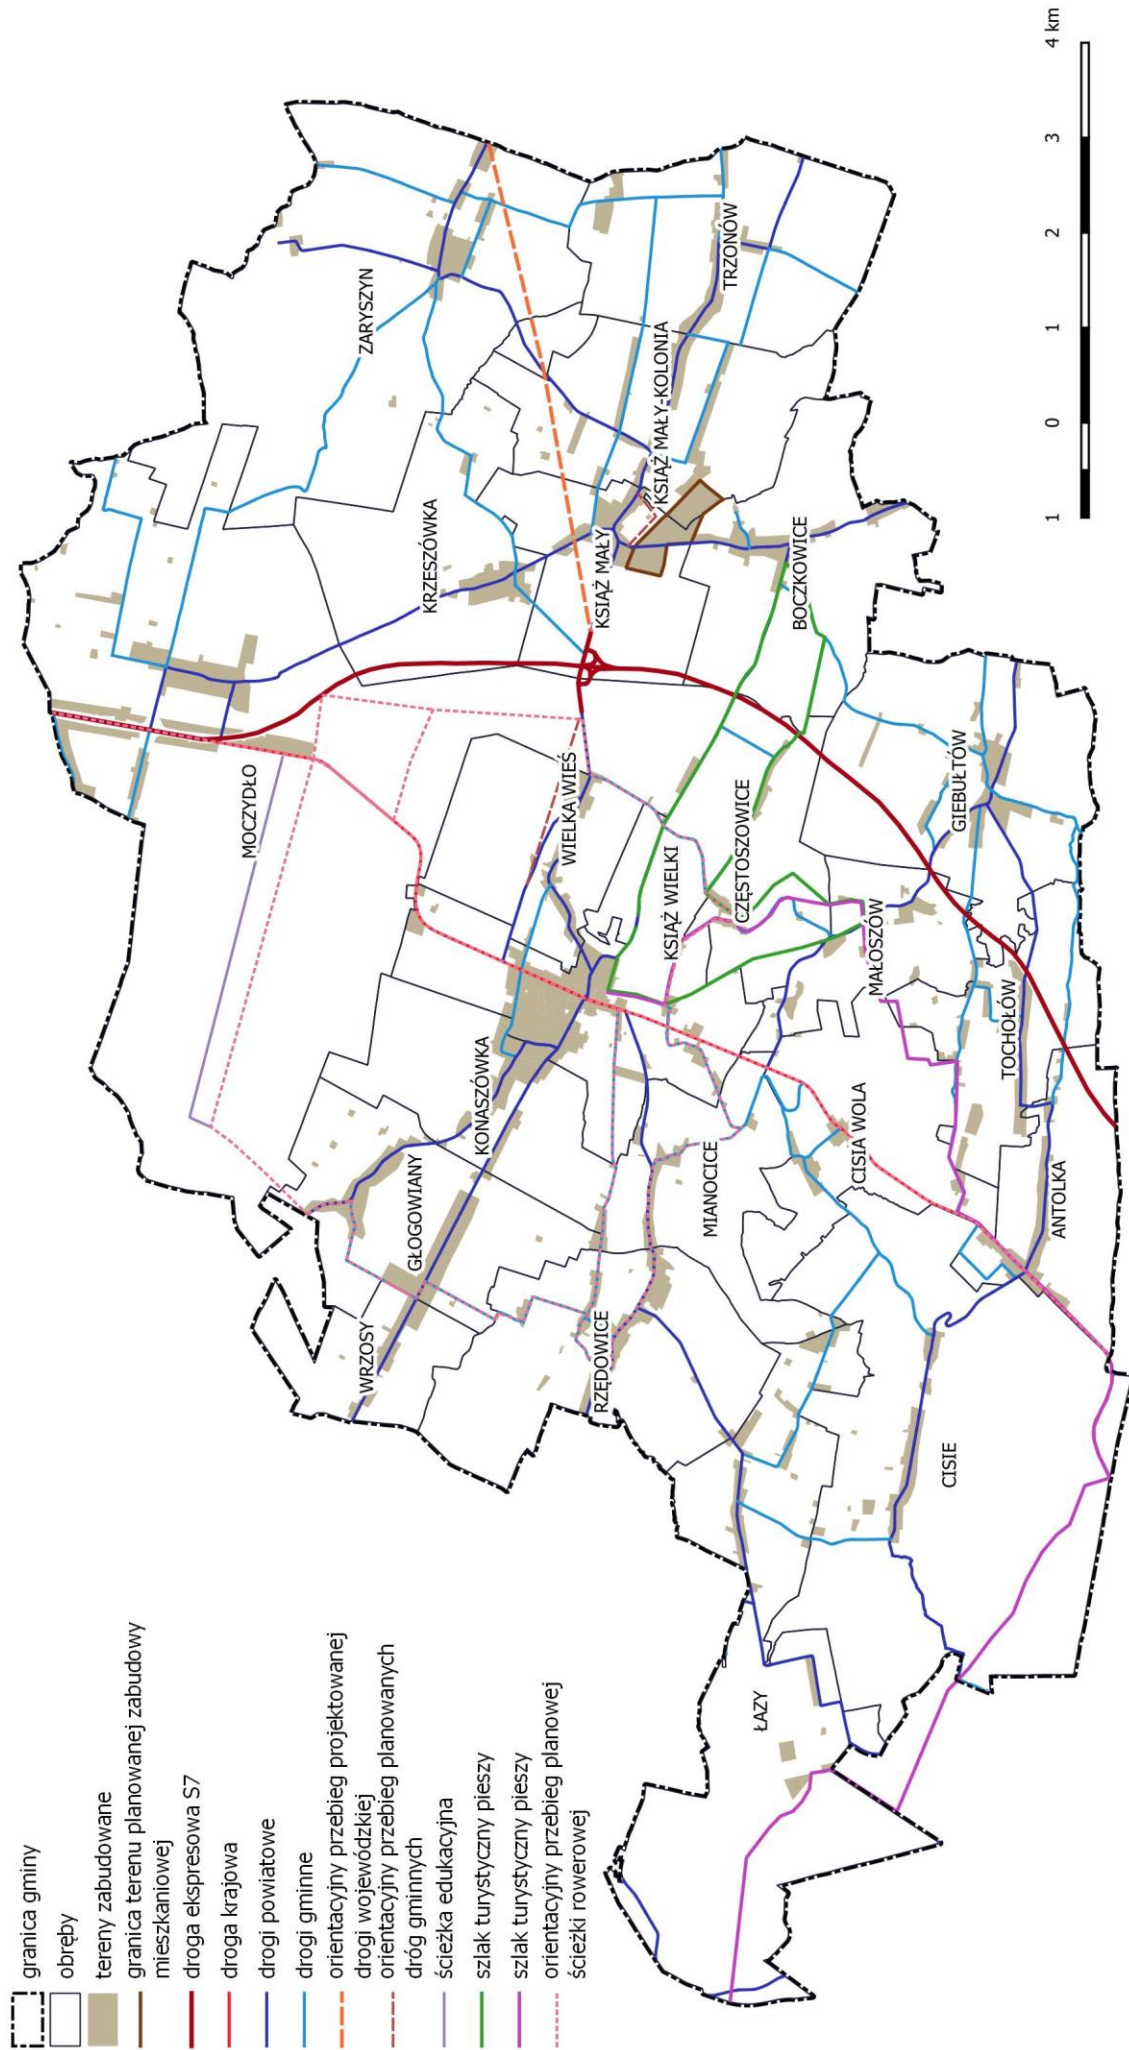 granica gminy
obręby
tereny zabudowane
granica terenu planowanej zabudowy
mieszkaniowej
droga ekspresowa S7
droga krajowa
drogi powiatowe
drogi gminne
orientacyjny przebieg projektowanej
drogi wojewódzkiej
orientacyjny przebieg planowanych
dróg gminnych
ścieżka edukacyjna
szlak turystyczny pieszy
szlak turystyczny pieszy
orientacyjny przebieg planowej
ścieżki rowerowej
MOCZYDŁO
ZARYSZYN
KRZESZÓWKA
WRZOSY
GŁOGOWIANY
KONASZÓWKA
WIELKA WIEŚ
KSIĄŻ MAŁY
KSIĄŻ MAŁY-KOLONIA
TRZONÓW
RZĘDOWICE
MIANOCICE
KSIĄŻ WIELKI
CZĘSTOSZOWICE
BOCZKOWICE
ŁAZY
CISIA WOLA
MAŁOSZÓW
GIEBUŁTÓW
CISIE
ANTOLKA
TOCHOŁÓW
1 0 1 2 3 4 km